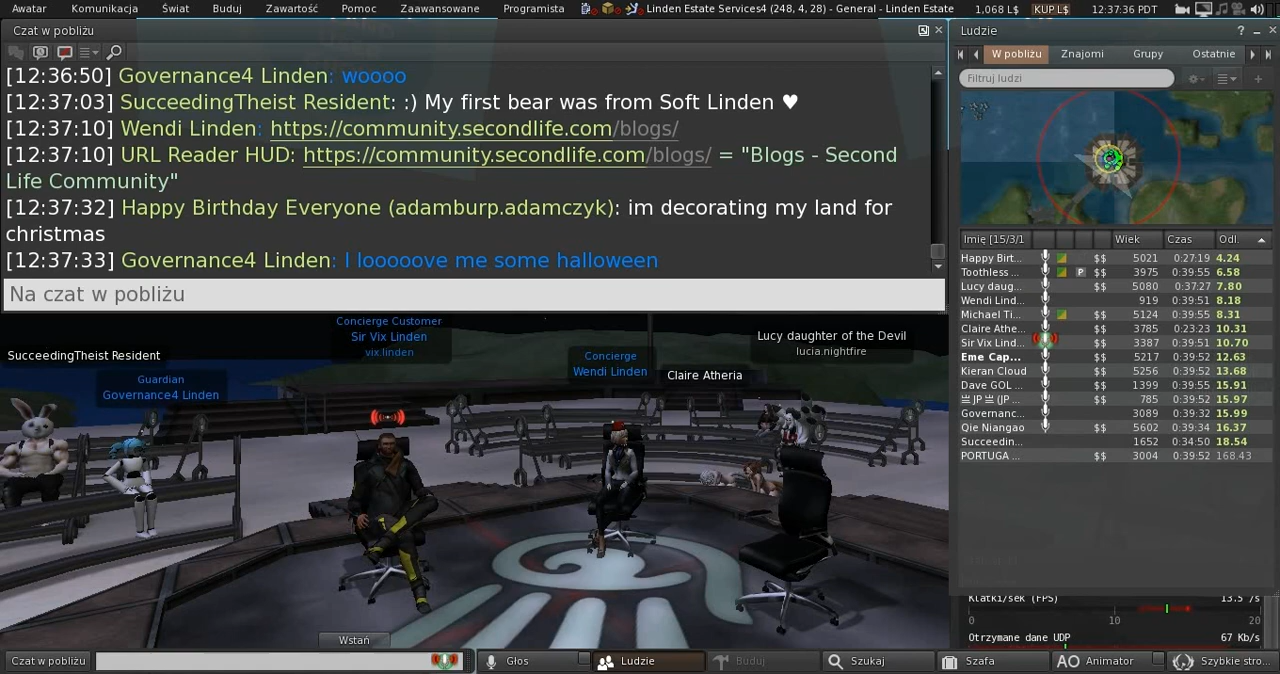 Awatar Komunikacja Świat Buduj Zawartość Pomoc Zaawansowane Programista Linden Estate Services4 (248, 4, 28) - General - Linden Estate 1,068 L$ KUP L$ 12:37:36 PDT
Czat w pobliżu
[12:36:50] Governance4 Linden: woooo
[12:37:03] SucceedingTheist Resident: :) My first bear was from Soft Linden ♥
[12:37:10] Wendi Linden: https://community.secondlife.com/blogs/
[12:37:10] URL Reader HUD: https://community.secondlife.com/blogs/ = "Blogs - Second
Life Community"
[12:37:32] Happy Birthday Everyone (adamburp.adamczyk): im decorating my land for
christmas
[12:37:33] Governance4 Linden: I looooove me some halloween
Na czat w pobliżu
Concierge Customer
Sir Vix Linden
vix.linden
SucceedingTheist Resident
Guardian
Governance4 Linden
Concierge
Wendi Linden
Claire Atheria
Lucy daughter of the Devil
lucia.nightfire
Ludzie
W pobliżu Znajomi Grupy Ostatnie
Filtruj ludzi
Imię [15/3/1 Wiek Czas Odl.
Happy Birt... $$ 5021 0:27:19 4.24
Toothless ... P $$ 3975 0:39:55 6.58
Lucy daug... $$ 5080 0:37:27 7.80
Wendi Lind... 919 0:39:51 8.18
Michael Ti... $$ 5124 0:39:55 8.31
Claire Athe... 3785 0:23:23 10.31
Sir Vix Lind... $$ 3387 0:39:51 10.70
Eme Cap... $$ 5217 0:39:52 12.63
Kieran Cloud $$ 5256 0:39:52 13.68
Dave GOL ... $$ 1399 0:39:55 15.91
JP (JP ... $$ 785 0:39:52 15.97
Governanc... 3089 0:39:32 15.99
Qie Niangao $$ 5602 0:39:34 16.37
Succeedin... 1652 0:34:50 18.54
PORTUGA ... $$ 3004 0:39:52 168.43
Klatki/sek (FPS) 13.5 /s
0 10 20
Otrzymane dane UDP 67 Kb/s
Wstań
Czat w pobliżu Głos Ludzie Buduj Szukaj Szafa AO Animator Szybkie stro...